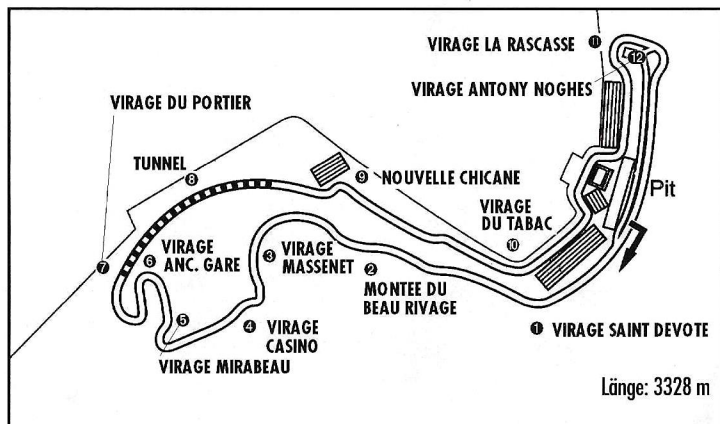 VIRAGE LA RASCASSE 11
12
VIRAGE ANTONY NOGHES
VIRAGE DU PORTIER
TUNNEL
8
9 NOUVELLE CHICANE
Pit
VIRAGE
DU TABAC
10
6 VIRAGE
ANC. GARE
7
3 VIRAGE
MASSENET
2
MONTEE DU
BEAU RIVAGE
5
4 VIRAGE
CASINO
VIRAGE MIRABEAU
1 VIRAGE SAINT DEVOTE
Länge: 3328 m